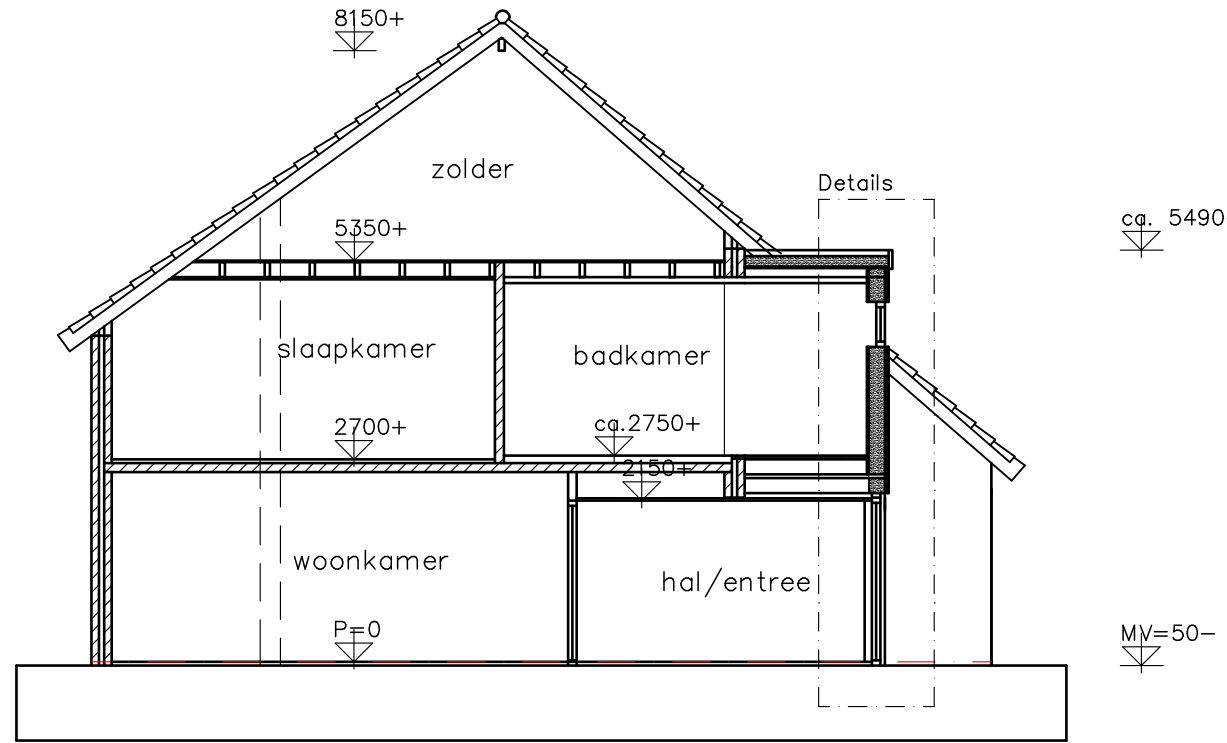 8150+
zolder
Details
ca. 5490
5350+
slaapkamer
badkamer
2700+
ca.2750+
2150+
woonkamer
hal/entree
P=0
MV=50-